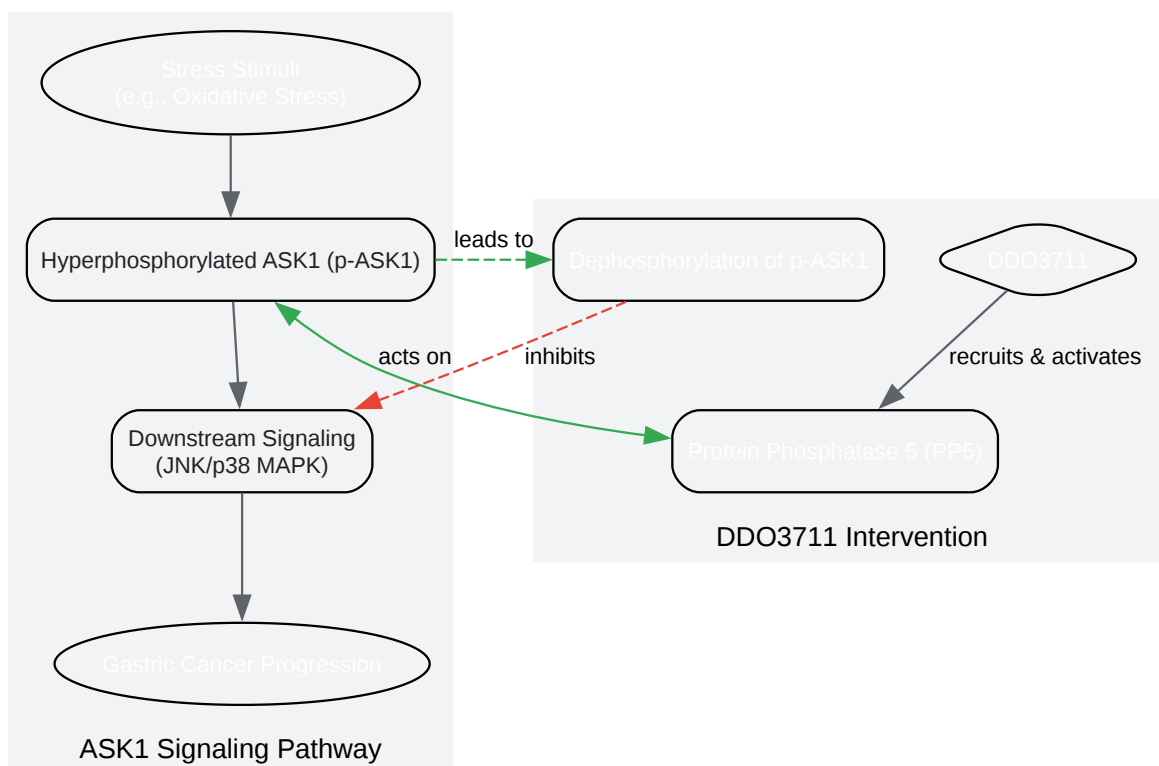 Stress Stimuli
(e.g., Oxidative Stress)
Hyperphosphorylated ASK1 (p-ASK1)
leads to
Dephosphorylation of p-ASK1
DDO3711
acts on
inhibits
recruits & activates
Downstream Signaling
(JNK/p38 MAPK)
Protein Phosphatase 5 (PP5)
DDO3711 Intervention
Gastric Cancer Progression
ASK1 Signaling Pathway